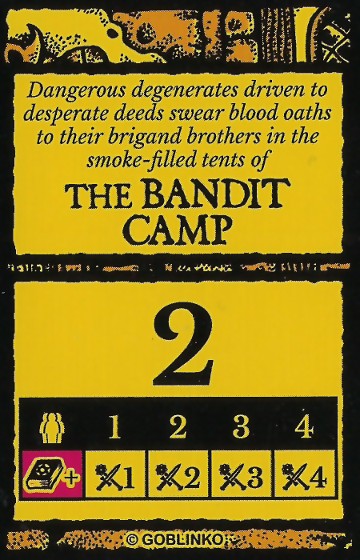 Dangerous degenerates driven to
desperate deeds swear blood oaths
to their brigand brothers in the
smoke-filled tents of
THE BANDIT
CAMP
2
1 2 3 4
+ 1 2 3 4
© GOBLINKO